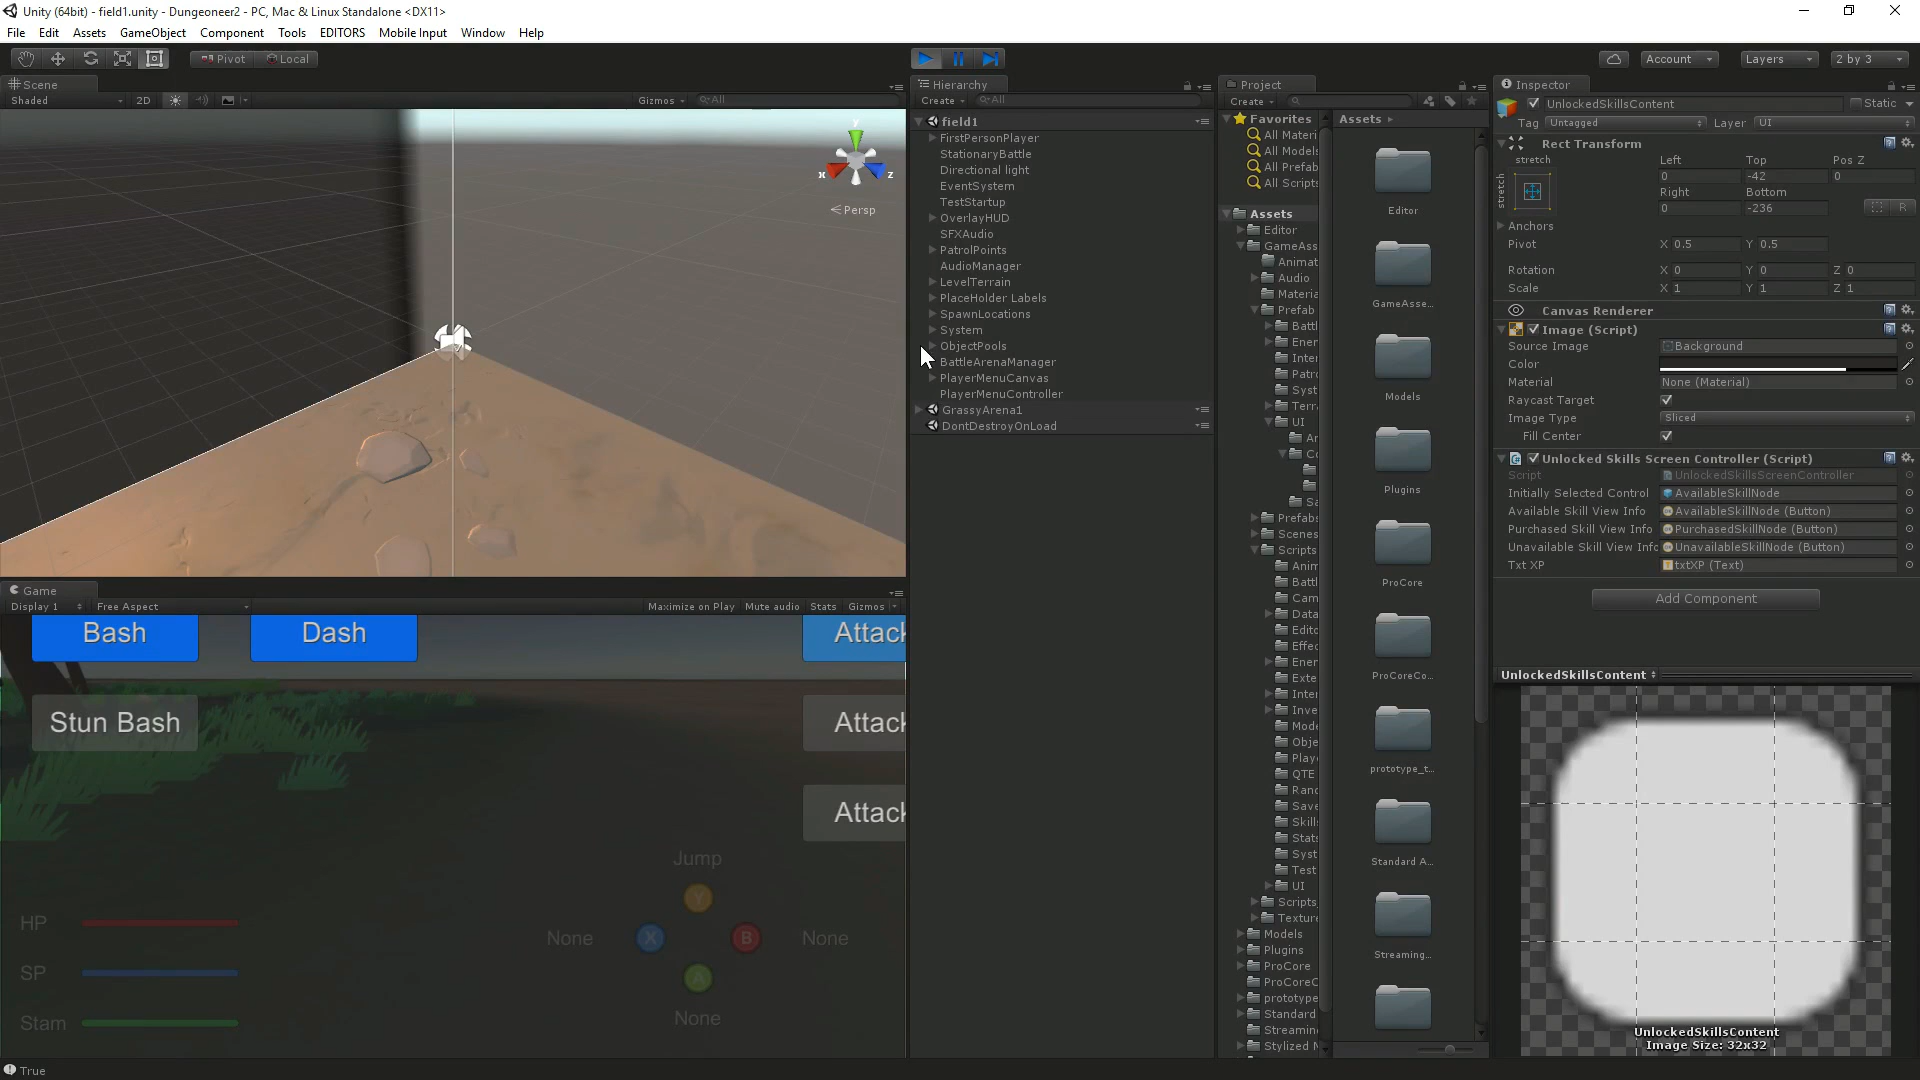 Unity (64bit) - field1.unity - Dungeoneer2 - PC, Mac & Linux Standalone <DX11>
File Edit Assets GameObject Component Tools EDITORS Mobile Input Window Help
Pivot Local
Account Layers 2 by 3
Scene
Shaded 2D Gizmos All
y
x z
Persp
Game
Display 1 Free Aspect Maximize on Play Mute audio Stats Gizmos
Bash Dash Attack
Stun Bash Attack
Attack
Jump
Y
HP
None X B None
SP
A
Stam None
True
Hierarchy
Create All
field1
FirstPersonPlayer
StationaryBattle
Directional light
EventSystem
TestStartup
OverlayHUD
SFXAudio
PatrolPoints
AudioManager
LevelTerrain
PlaceHolder Labels
SpawnLocations
System
ObjectPools
BattleArenaManager
PlayerMenuCanvas
PlayerMenuController
GrassyArena1
DontDestroyOnLoad
Project
Create
Favorites
All Materi
All Models
All Prefab
All Scripts
Assets
Editor
GameAss
Animat
Audio
Materia
Prefab
Battl
Ener
Inter
Patro
Syst
Terr
UI
Ar
Co
Sa
Prefabs
Scenes
Scripts
Anim
Battl
Cam
Data
Edito
Effec
Ener
Exte
Inter
Inve
Mode
Obje
Play
QTE
Rand
Save
Skill
Stat
Syst
Test
UI
Scripts
Texture
Models
Plugins
ProCore
ProCoreC
prototype
Standard
Streamin
Stylized N
Assets
Editor
GameAsse...
Models
Plugins
ProCore
ProCoreCo...
prototype_t...
Standard A...
Streaming...
Inspector
UnlockedSkillsContent Static
Tag Untagged Layer UI
Rect Transform
stretch Left Top Pos Z
stretch 0 -42 0
Right Bottom
0 -236 R
Anchors
Pivot X 0.5 Y 0.5
Rotation X 0 Y 0 Z 0
Scale X 1 Y 1 Z 1
Canvas Renderer
Image (Script)
Source Image Background
Color
Material None (Material)
Raycast Target
Image Type Sliced
Fill Center
Unlocked Skills Screen Controller (Script)
Script UnlockedSkillsScreenController
Initially Selected Control AvailableSkillNode
Available Skill View Info AvailableSkillNode (Button)
Purchased Skill View Info PurchasedSkillNode (Button)
Unavailable Skill View Info UnavailableSkillNode (Button)
Txt XP txtXP (Text)
Add Component
UnlockedSkillsContent
UnlockedSkillsContent
Image Size: 32x32